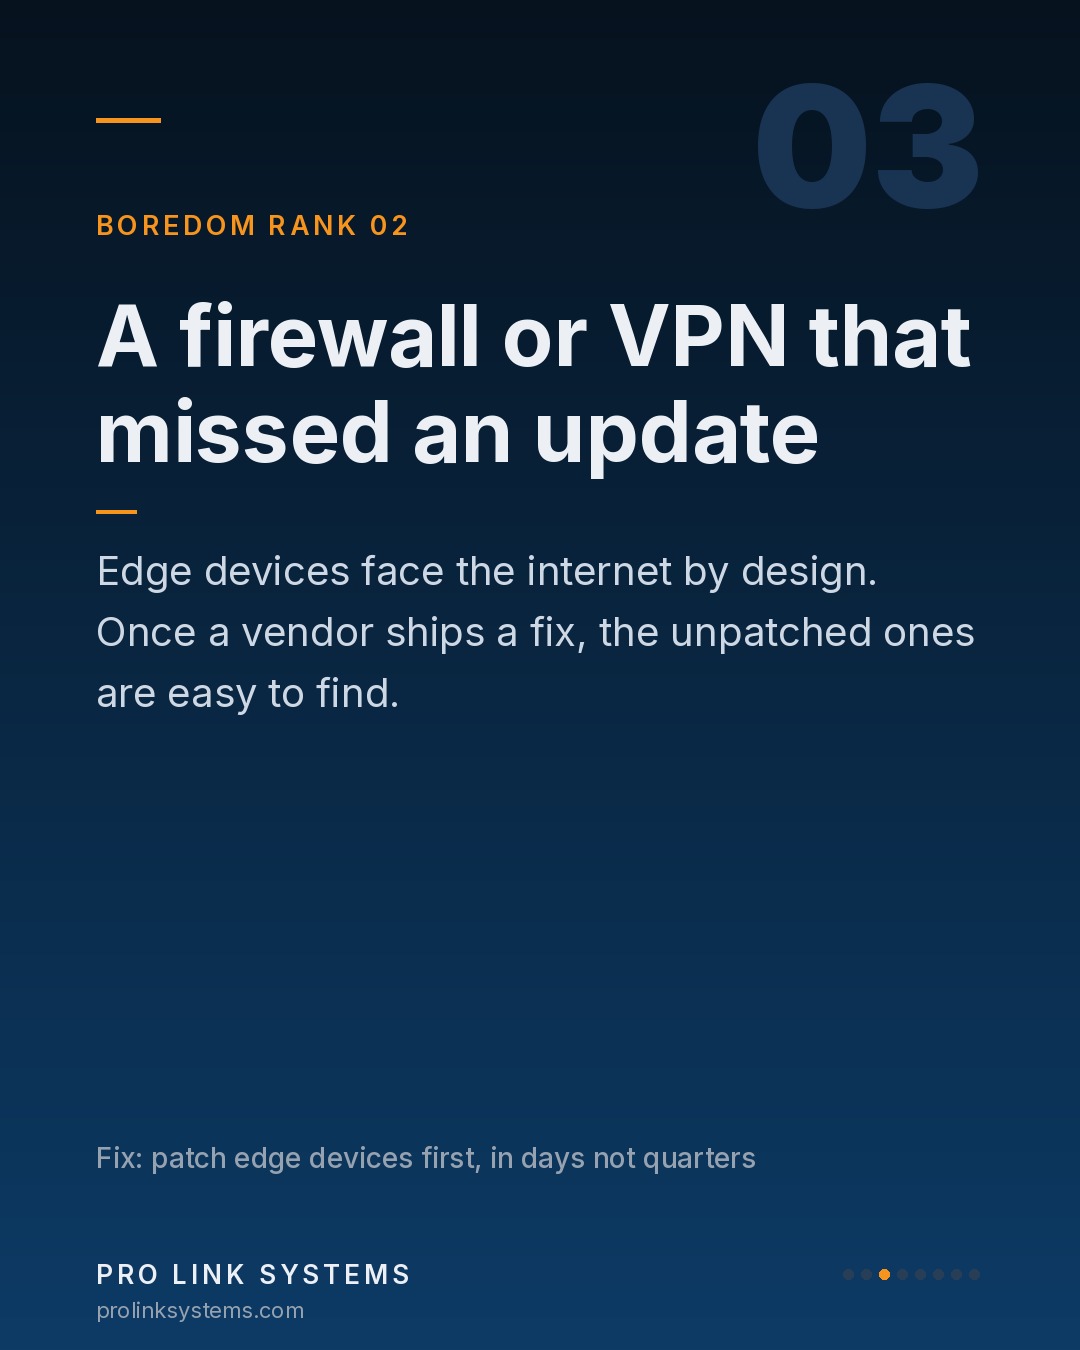 03
BOREDOM RANK 02
A firewall or VPN that
missed an update
Edge devices face the internet by design.
Once a vendor ships a fix, the unpatched ones
are easy to find.
Fix: patch edge devices first, in days not quarters
PRO LINK SYSTEMS
prolinksystems.com